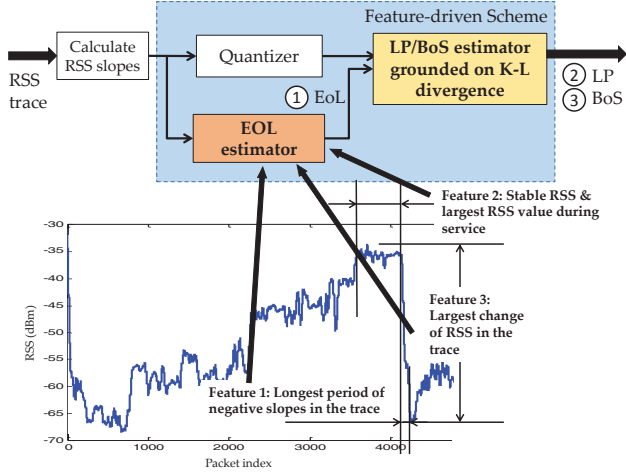 Feature-driven Scheme
Calculate
RSS slopes
Quantizer
LP/BoS estimator
grounded on K-L
divergence
RSS
trace
1 EoL
2 LP
3 BoS
EOL
estimator
Feature 2: Stable RSS &
largest RSS value during
service
Feature 3:
Largest change
of RSS in the
trace
Feature 1: Longest period of
negative slopes in the trace
RSS (dBm)
-30
-35
-40
-45
-50
-55
-60
-65
-70
0
1000
2000
3000
4000
Packet index